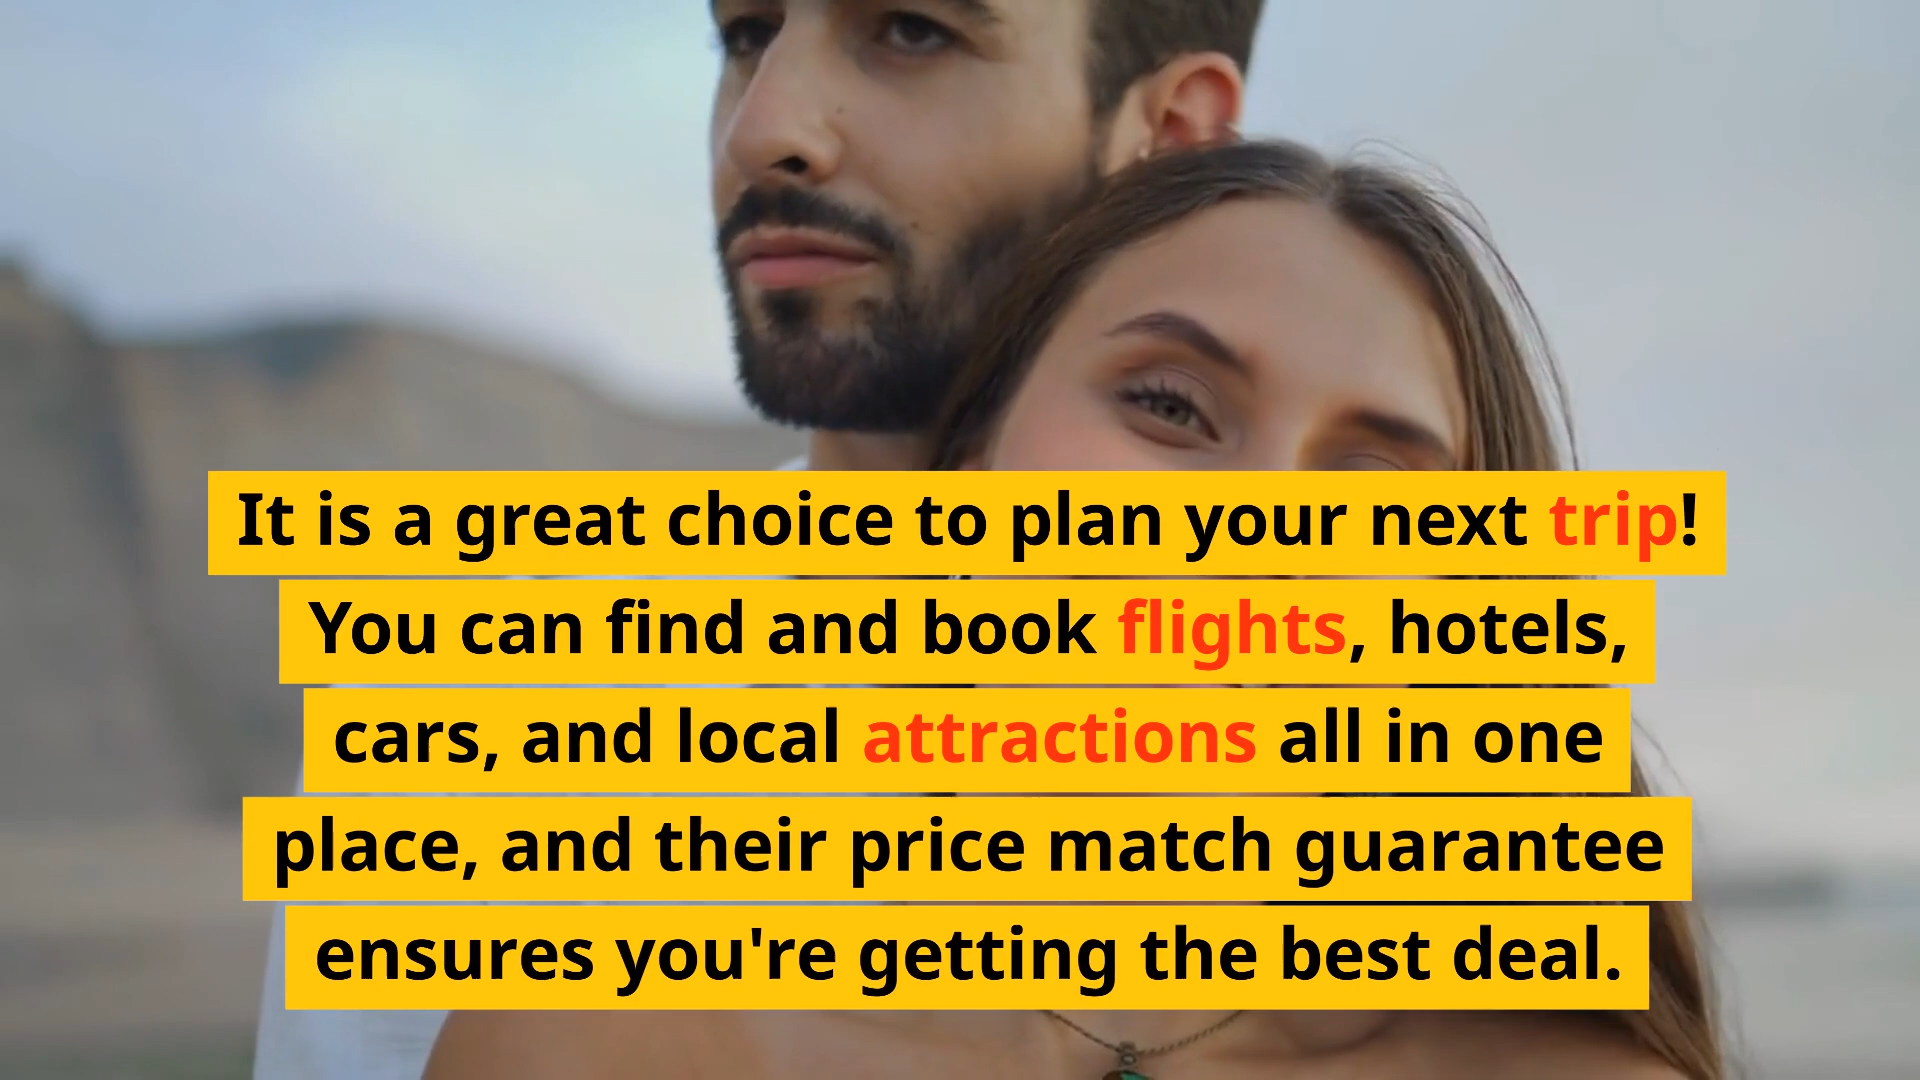 It is a great choice to plan your next trip!
You can find and book flights, hotels,
cars, and local attractions all in one
place, and their price match guarantee
ensures you're getting the best deal.